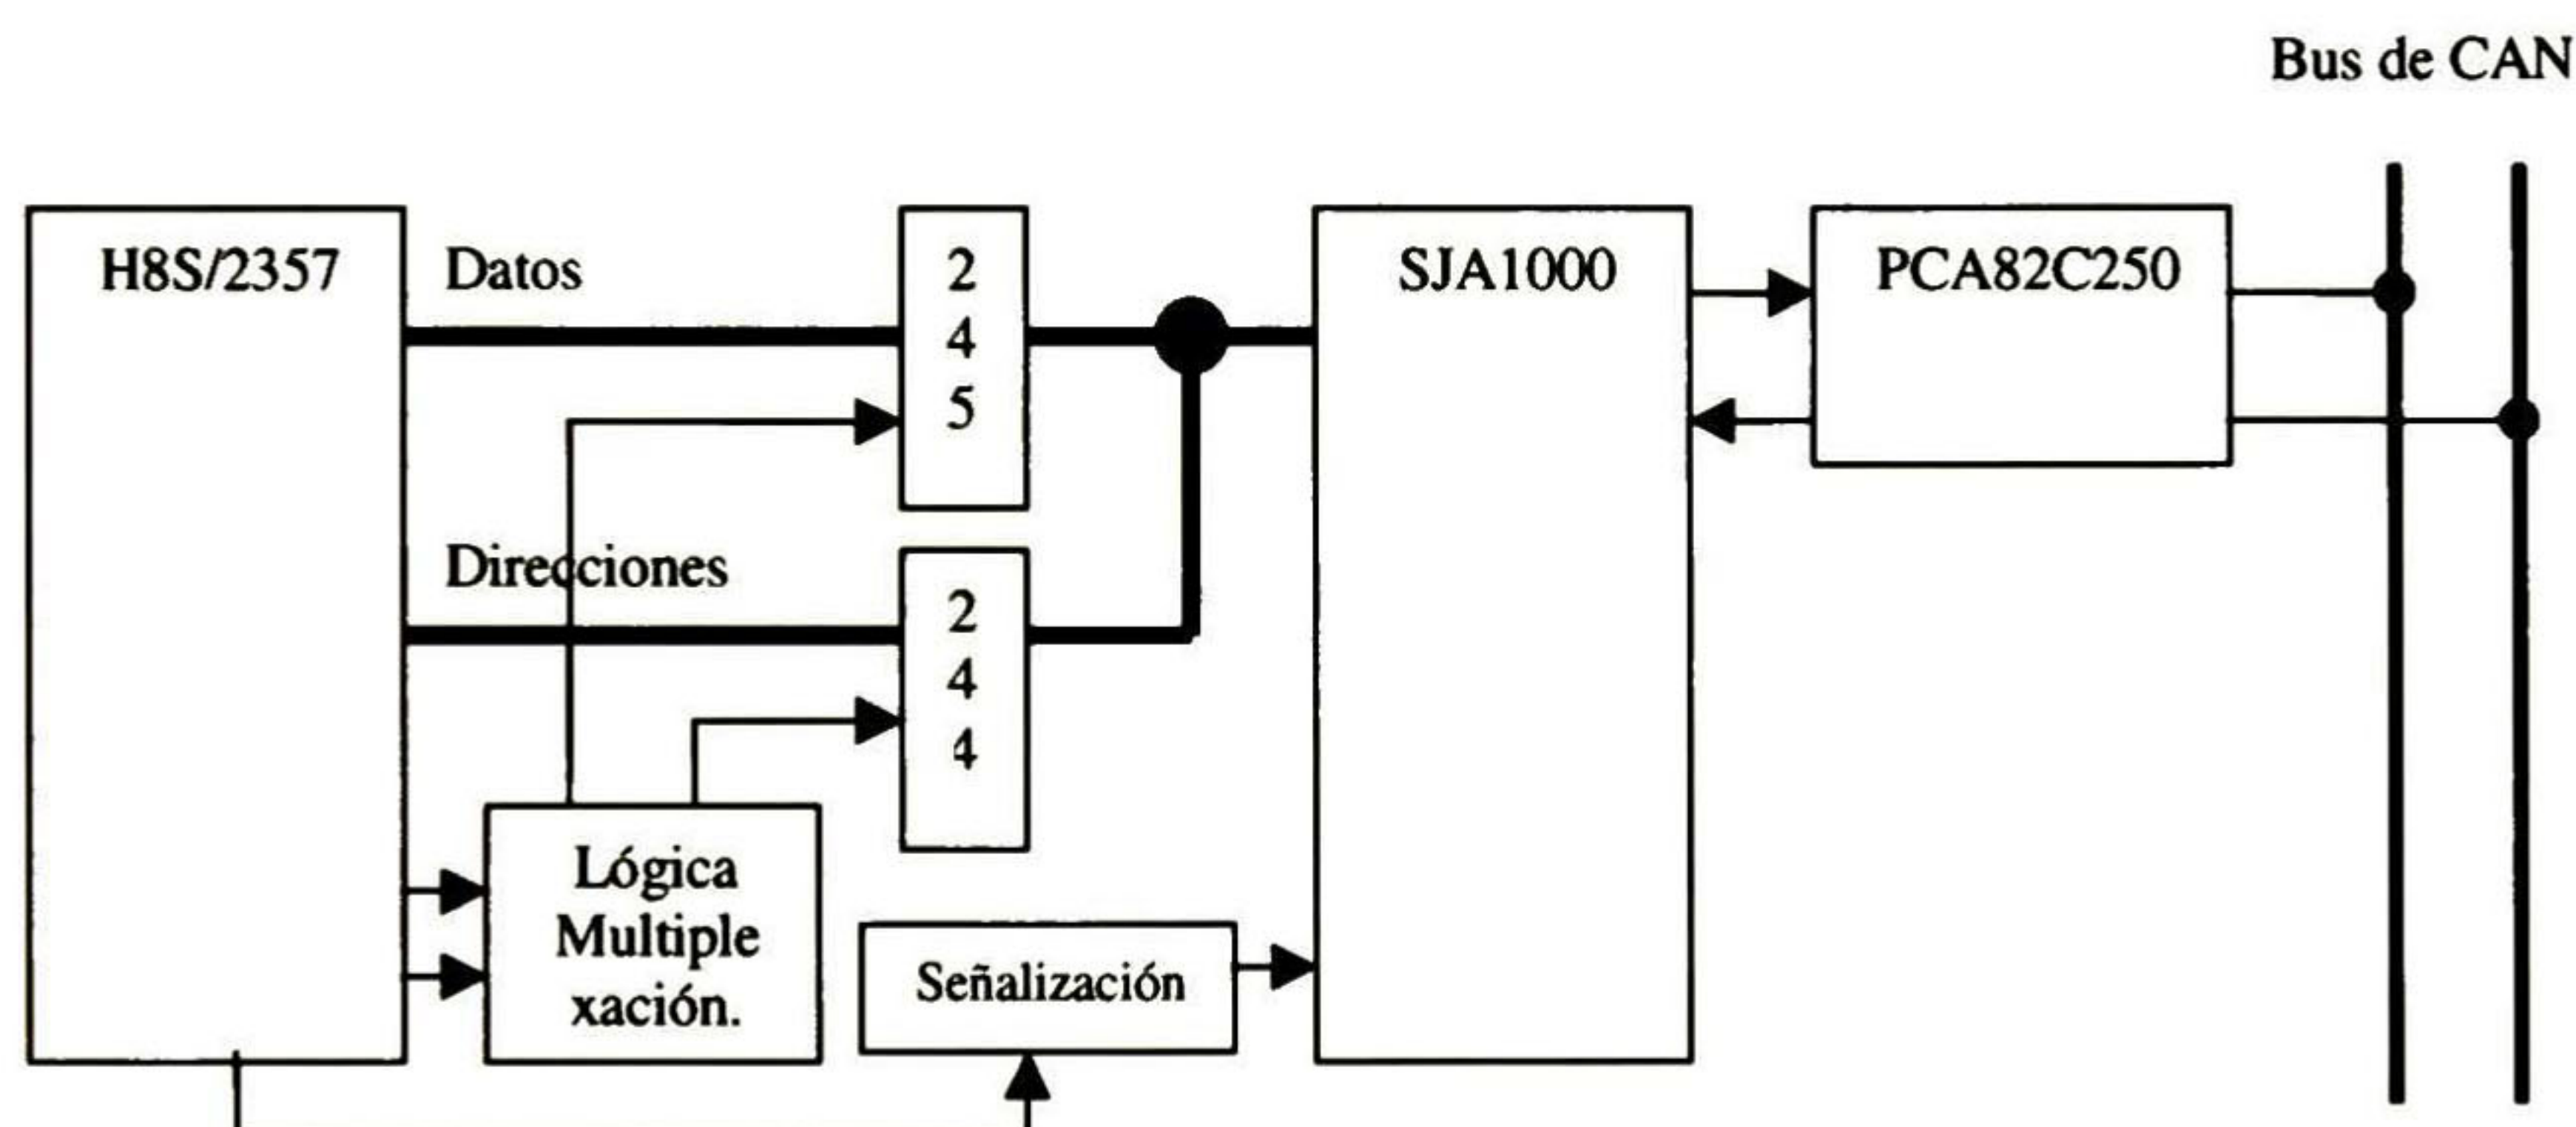 Bus de CAN
H8S/2357
Datos
2
4
5
SJA1000
PCA82C250
Direcciones
2
4
4
Lógica
Multiple
xación.
Señalización